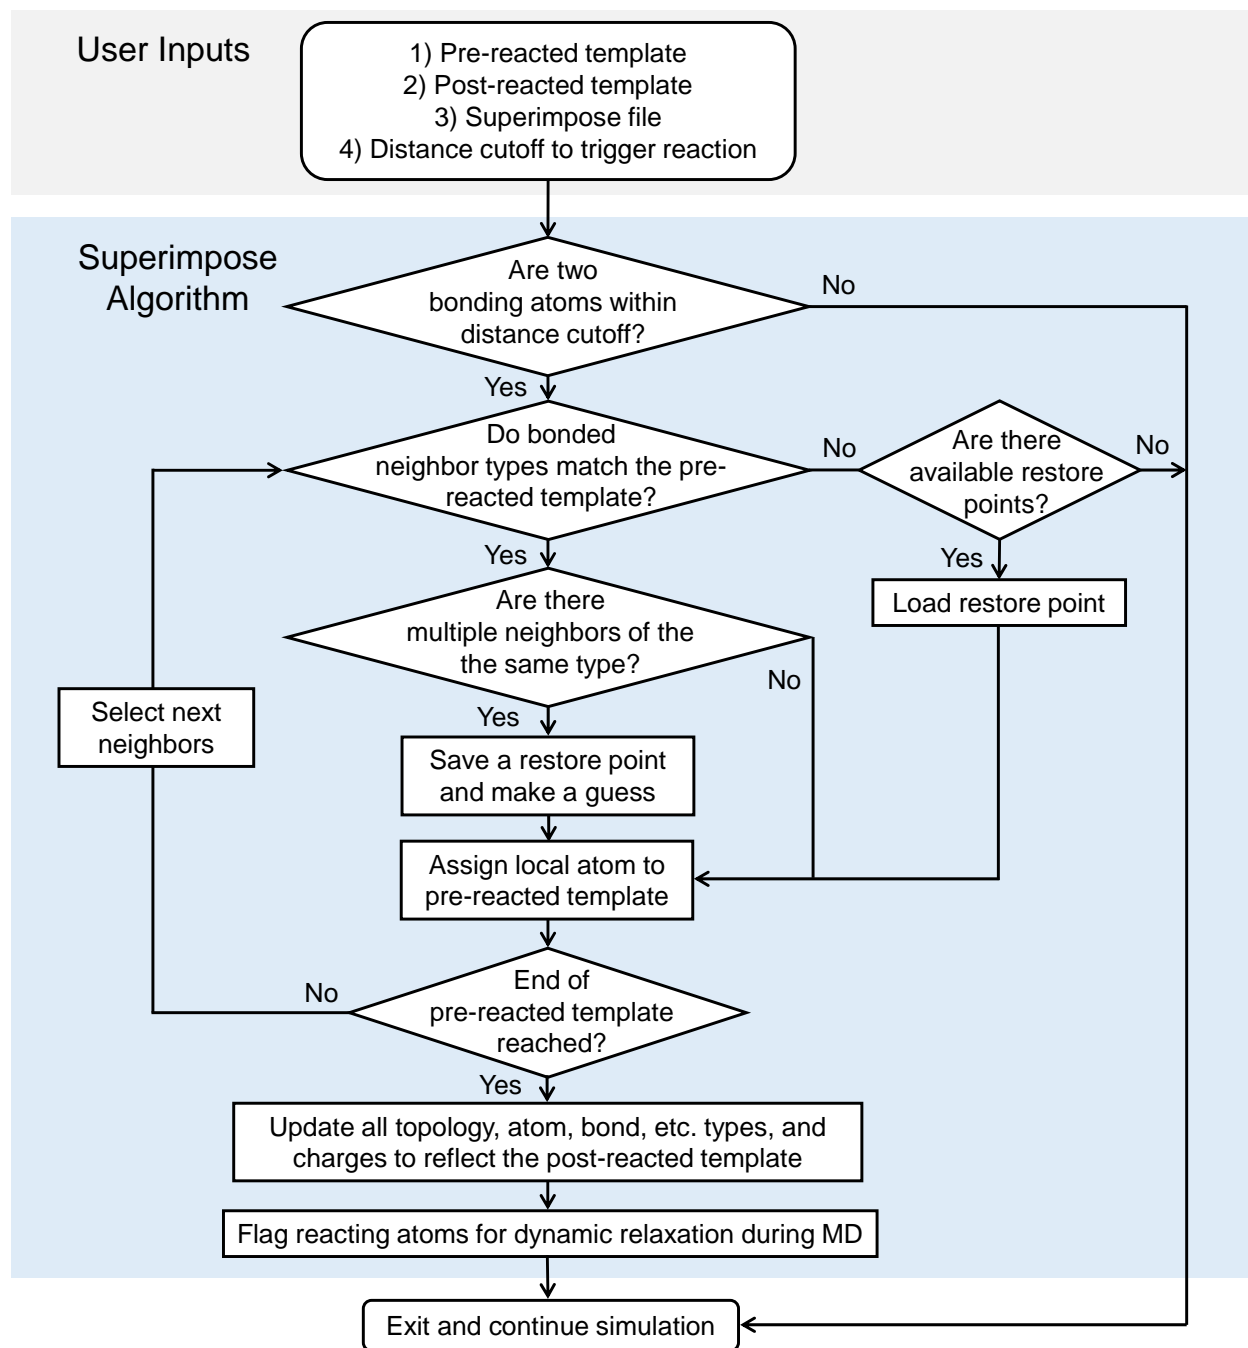 User Inputs
1) Pre-reacted template
2) Post-reacted template
3) Superimpose file
4) Distance cutoff to trigger reaction
Superimpose
Algorithm
Are two
bonding atoms within
distance cutoff?
No
Yes
Do bonded
neighbor types match the pre-
reacted template?
No
Are there
available restore
points?
No
Yes
Yes
Load restore point
Are there
multiple neighbors of the
the same type?
No
Yes
Select next
neighbors
Save a restore point
and make a guess
Assign local atom to
pre-reacted template
End of
pre-reacted template
reached?
No
Yes
Update all topology, atom, bond, etc. types, and
charges to reflect the post-reacted template
Flag reacting atoms for dynamic relaxation during MD
Exit and continue simulation